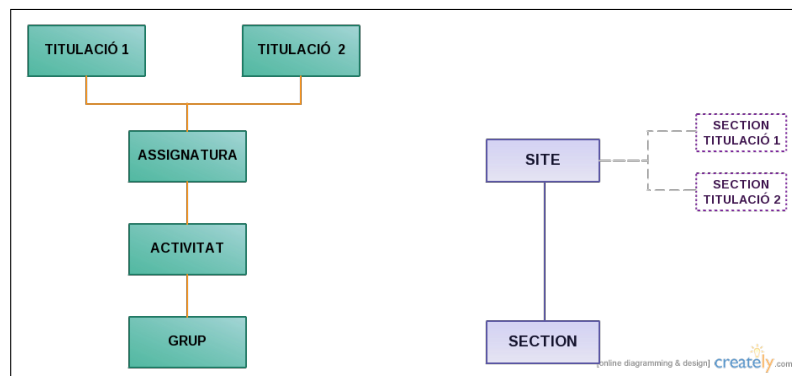 TITULACIÓ 1
TITULACIÓ 2
ASSIGNATURA
ACTIVITAT
GRUP
SITE
SECTION
TITULACIÓ 1
SECTION
TITULACIÓ 2
SECTION
[online diagramming & design] creately.com